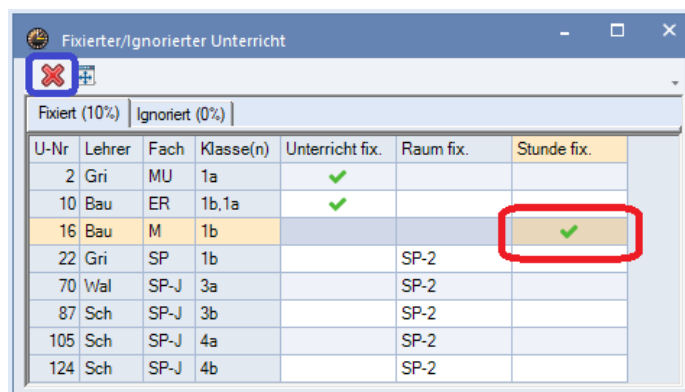 Fixierter/Ignorierter Unterricht
Fixiert (10%) Ignoriert (0%)
U-Nr Lehrer Fach Klasse(n) Unterricht fix. Raum fix. Stunde fix.
2 Gri MU 1a
10 Bau ER 1b,1a
16 Bau M 1b
22 Gri SP 1b SP-2
70 Wal SP-J 3a SP-2
87 Sch SP-J 3b SP-2
105 Sch SP-J 4a SP-2
124 Sch SP-J 4b SP-2